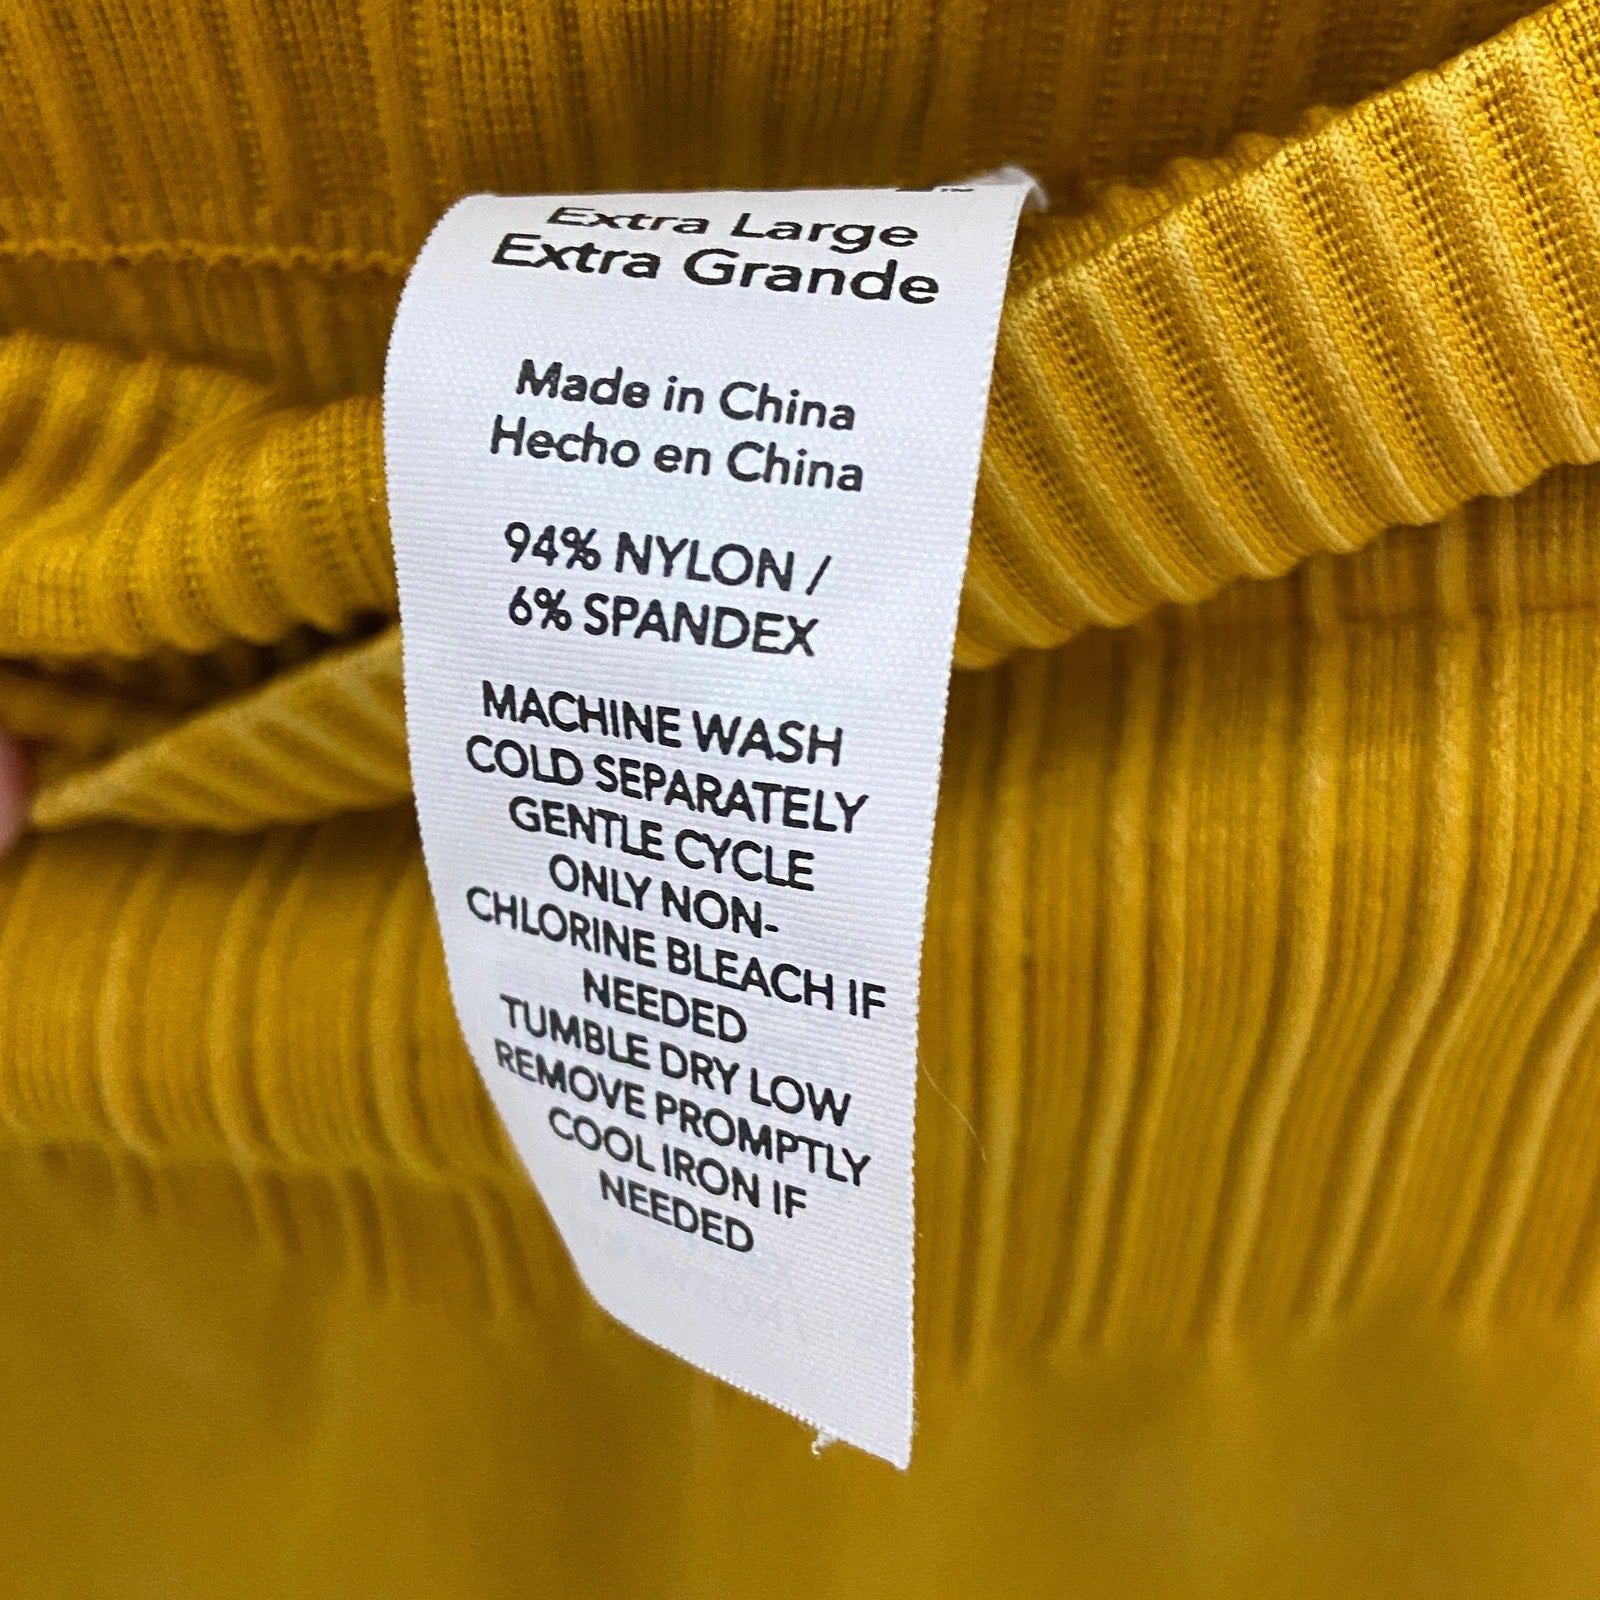 Extra Large
Extra Grande
Made in China
Hecho en China
94% NYLON /
6% SPANDEX
MACHINE WASH
COLD SEPARATELY
GENTLE CYCLE
ONLY NON-
CHLORINE BLEACH IF
NEEDED
TUMBLE DRY LOW
REMOVE PROMPTLY
COOL IRON IF
NEEDED